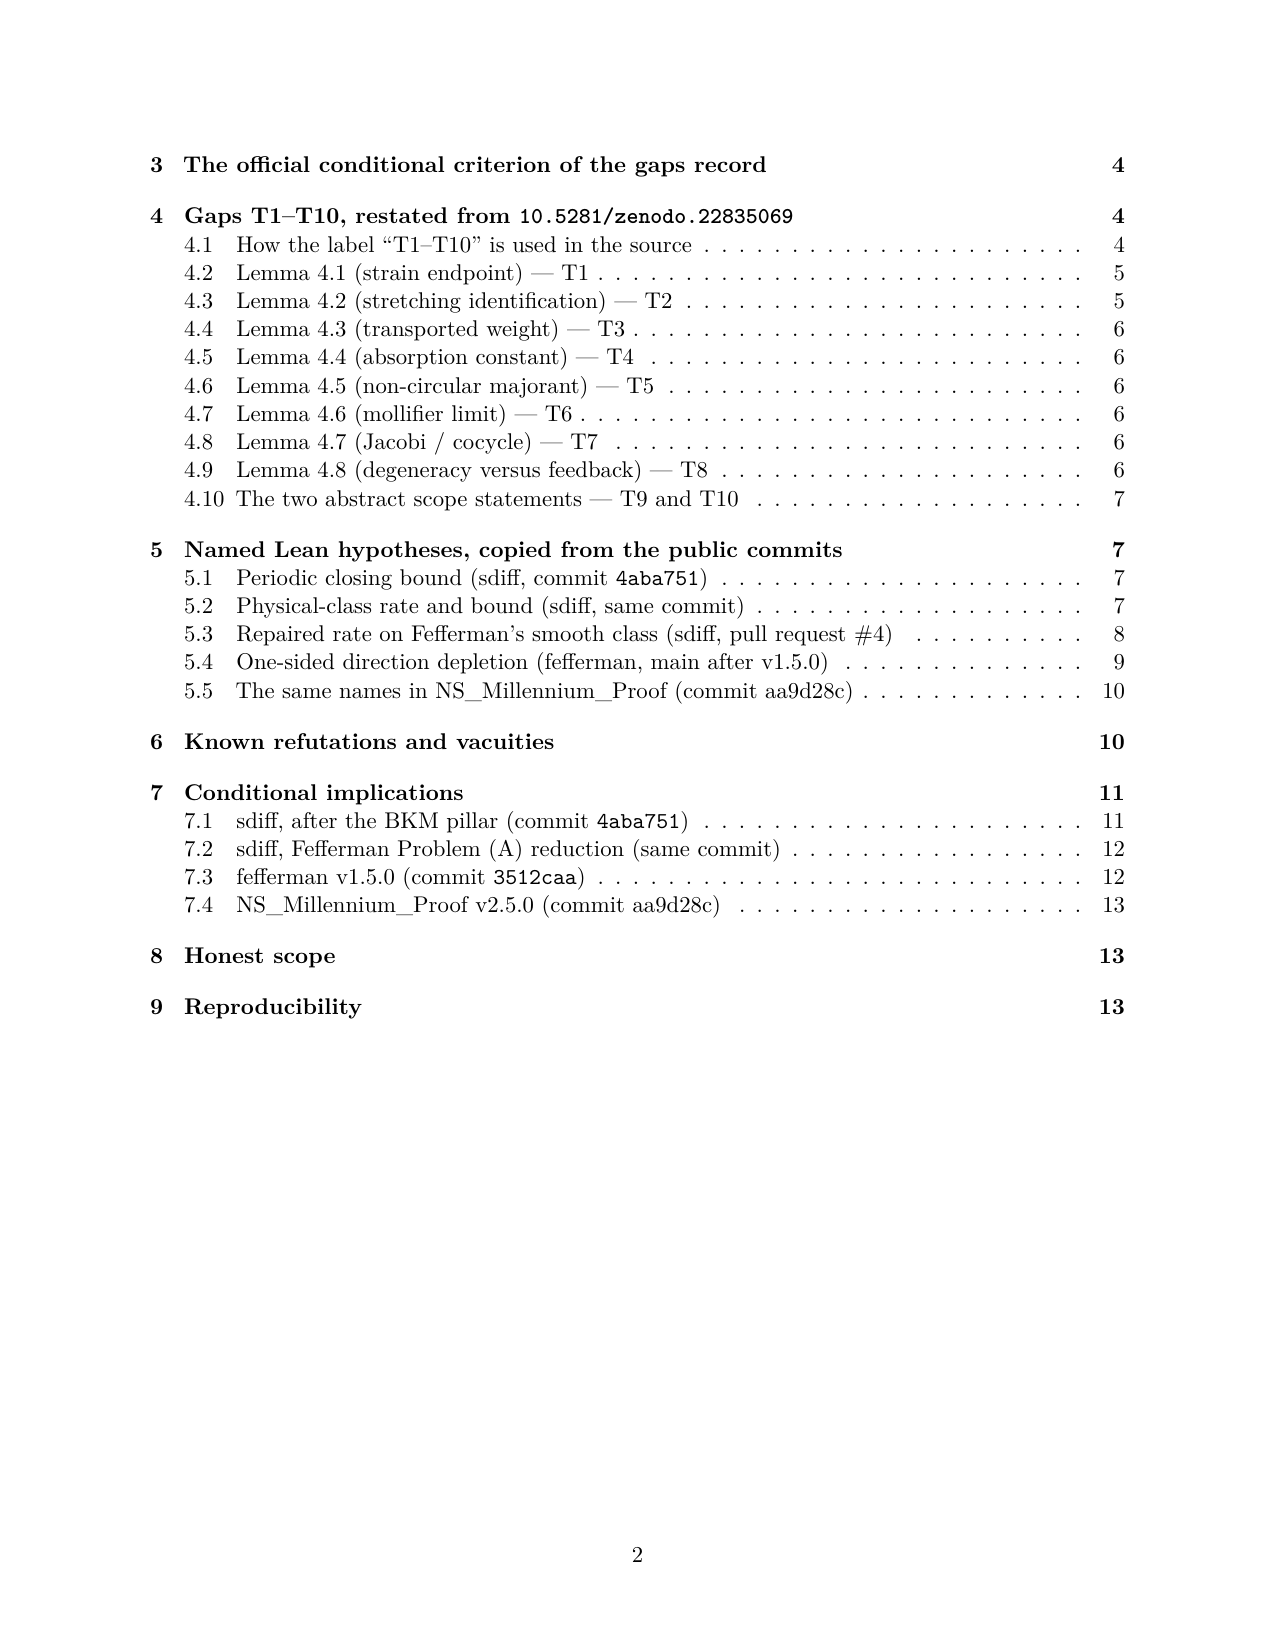 3 The official conditional criterion of the gaps record 4
4 Gaps T1–T10, restated from 10.5281/zenodo.22835069 4
4.1 How the label “T1–T10” is used in the source . . . . . . . . . . . . . . . . . . . . . . 4
4.2 Lemma 4.1 (strain endpoint) — T1 . . . . . . . . . . . . . . . . . . . . . . . . . . . . 5
4.3 Lemma 4.2 (stretching identification) — T2 . . . . . . . . . . . . . . . . . . . . . . . 5
4.4 Lemma 4.3 (transported weight) — T3 . . . . . . . . . . . . . . . . . . . . . . . . . . 6
4.5 Lemma 4.4 (absorption constant) — T4 . . . . . . . . . . . . . . . . . . . . . . . . . 6
4.6 Lemma 4.5 (non-circular majorant) — T5 . . . . . . . . . . . . . . . . . . . . . . . . 6
4.7 Lemma 4.6 (mollifier limit) — T6 . . . . . . . . . . . . . . . . . . . . . . . . . . . . . 6
4.8 Lemma 4.7 (Jacobi / cocycle) — T7 . . . . . . . . . . . . . . . . . . . . . . . . . . . 6
4.9 Lemma 4.8 (degeneracy versus feedback) — T8 . . . . . . . . . . . . . . . . . . . . . 6
4.10 The two abstract scope statements — T9 and T10 . . . . . . . . . . . . . . . . . . . 7
5 Named Lean hypotheses, copied from the public commits 7
5.1 Periodic closing bound (sdiff, commit 4aba751) . . . . . . . . . . . . . . . . . . . . . 7
5.2 Physical-class rate and bound (sdiff, same commit) . . . . . . . . . . . . . . . . . . . 7
5.3 Repaired rate on Fefferman’s smooth class (sdiff, pull request #4) . . . . . . . . . . 8
5.4 One-sided direction depletion (fefferman, main after v1.5.0) . . . . . . . . . . . . . . 9
5.5 The same names in NS_Millennium_Proof (commit aa9d28c) . . . . . . . . . . . . . 10
6 Known refutations and vacuities 10
7 Conditional implications 11
7.1 sdiff, after the BKM pillar (commit 4aba751) . . . . . . . . . . . . . . . . . . . . . . 11
7.2 sdiff, Fefferman Problem (A) reduction (same commit) . . . . . . . . . . . . . . . . . 12
7.3 fefferman v1.5.0 (commit 3512caa) . . . . . . . . . . . . . . . . . . . . . . . . . . . . 12
7.4 NS_Millennium_Proof v2.5.0 (commit aa9d28c) . . . . . . . . . . . . . . . . . . . . 13
8 Honest scope 13
9 Reproducibility 13
2